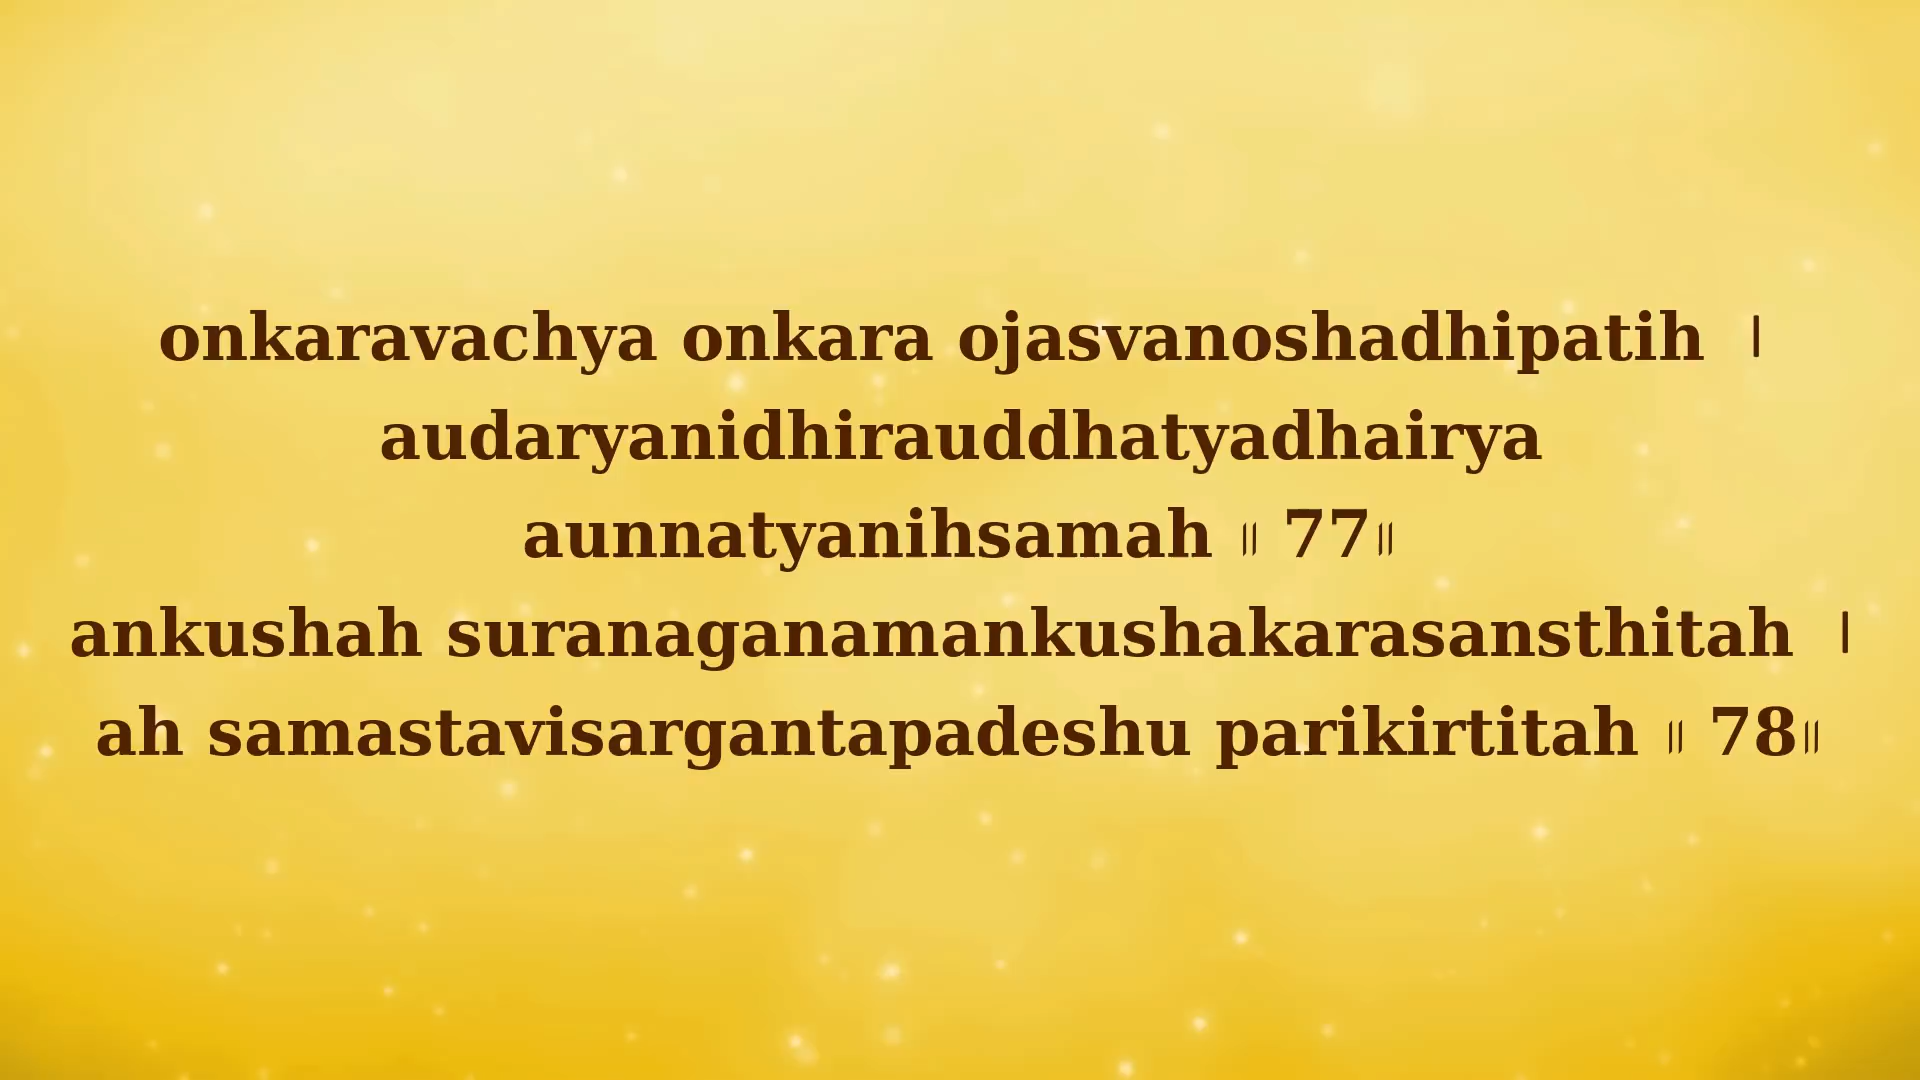 onkaravachya onkara ojasvanoshadhipatih ।
audaryanidhirauddhatyadhairya
aunnatyanihsamah ॥ 77॥
ankushah suranaganamankushakarasansthitah ।
ah samastavisargantapadeshu parikirtitah ॥ 78॥